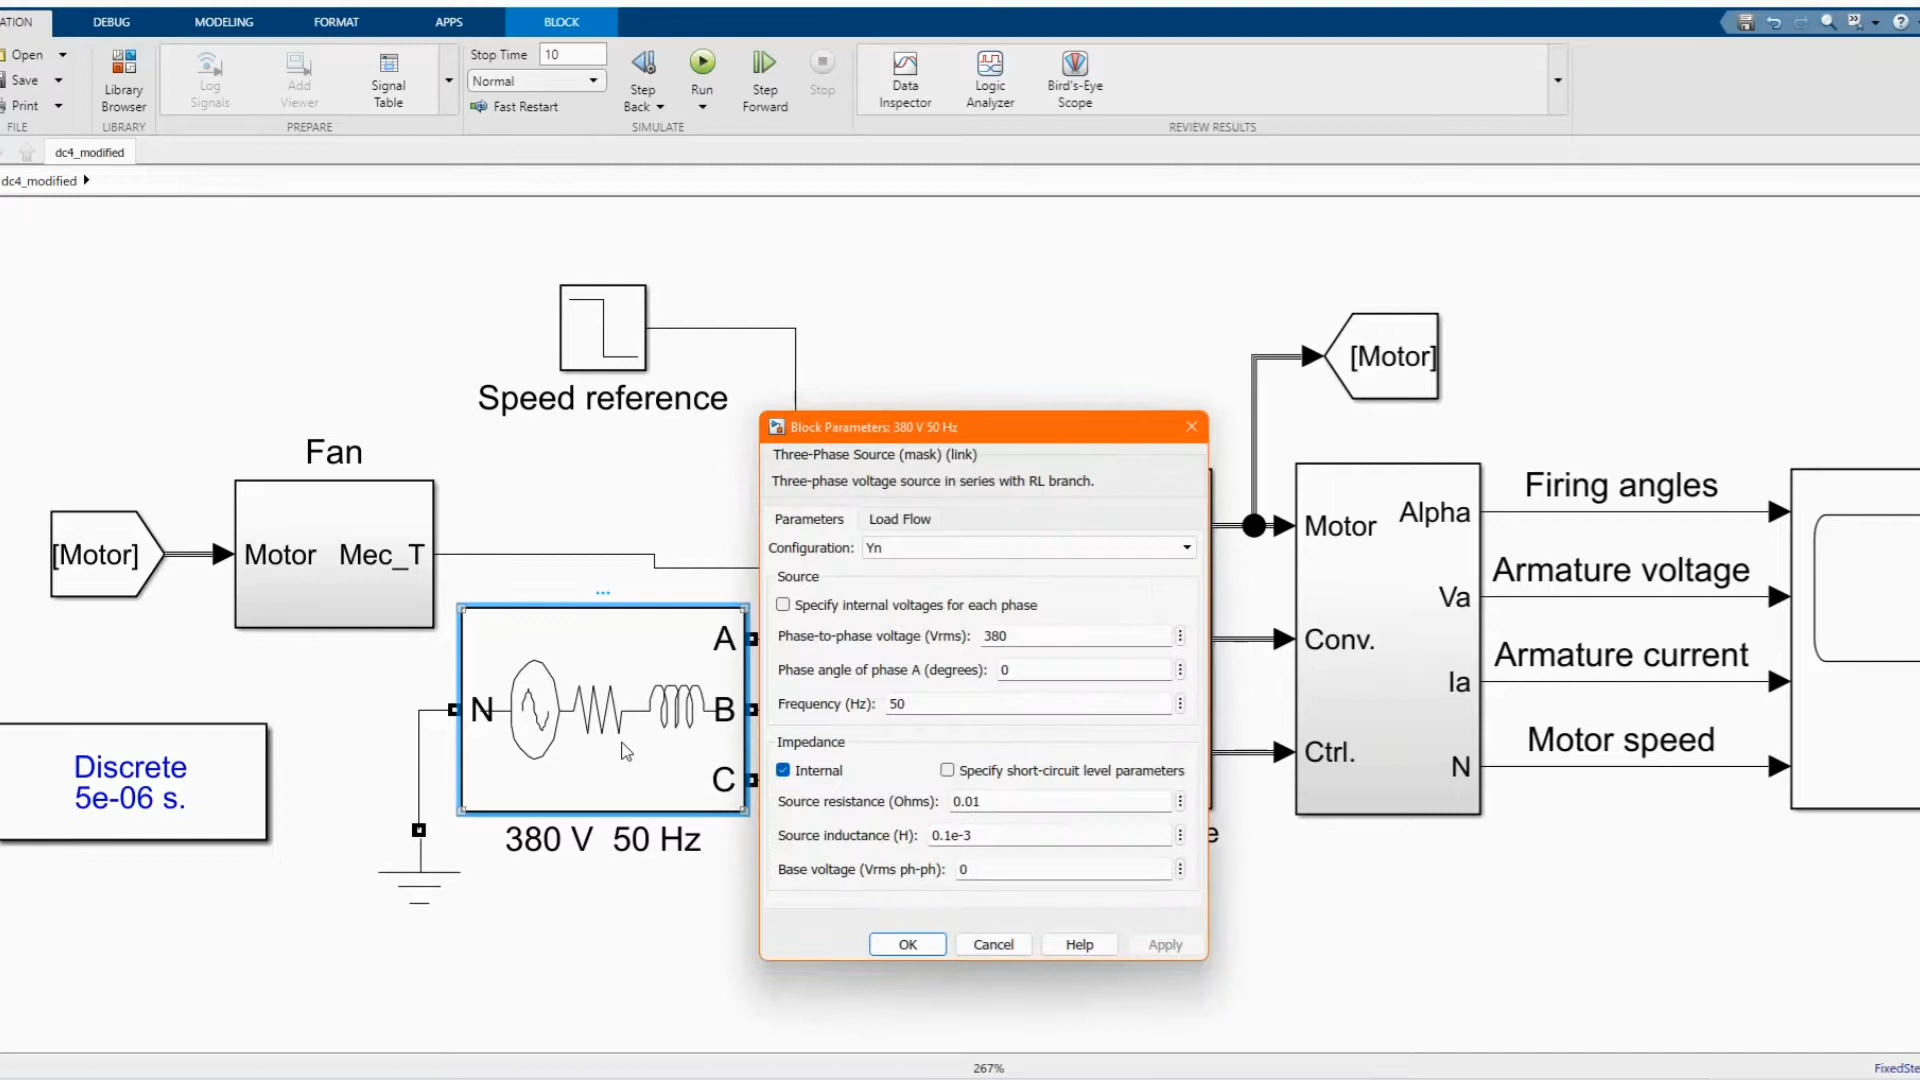 ATION
DEBUG
MODELING
FORMAT
APPS
BLOCK
Open
Save
Print
FILE
Library
Browser
LIBRARY
Log
Signals
Add
Viewer
Signal
Table
PREPARE
Stop Time 10
Normal
Fast Restart
Step
Back
Run
Step
Forward
Stop
SIMULATE
Data
Inspector
Logic
Analyzer
Bird's-Eye
Scope
REVIEW RESULTS
dc4_modified
dc4_modified
Speed reference
Fan
[Motor]
Motor Mec_T
N
A
B
C
380 V 50 Hz
Discrete
5e-06 s.
Block Parameters: 380 V 50 Hz
Three-Phase Source (mask) (link)
Three-phase voltage source in series with RL branch.
Parameters Load Flow
Configuration: Yn
Source
Specify internal voltages for each phase
Phase-to-phase voltage (Vrms): 380
Phase angle of phase A (degrees): 0
Frequency (Hz): 50
Impedance
Internal Specify short-circuit level parameters
Source resistance (Ohms): 0.01
Source inductance (H): 0.1e-3
Base voltage (Vrms ph-ph): 0
OK Cancel Help Apply
e
[Motor]
Motor
Conv.
Ctrl.
Alpha
Va
Ia
N
Firing angles
Armature voltage
Armature current
Motor speed
267%
FixedSte